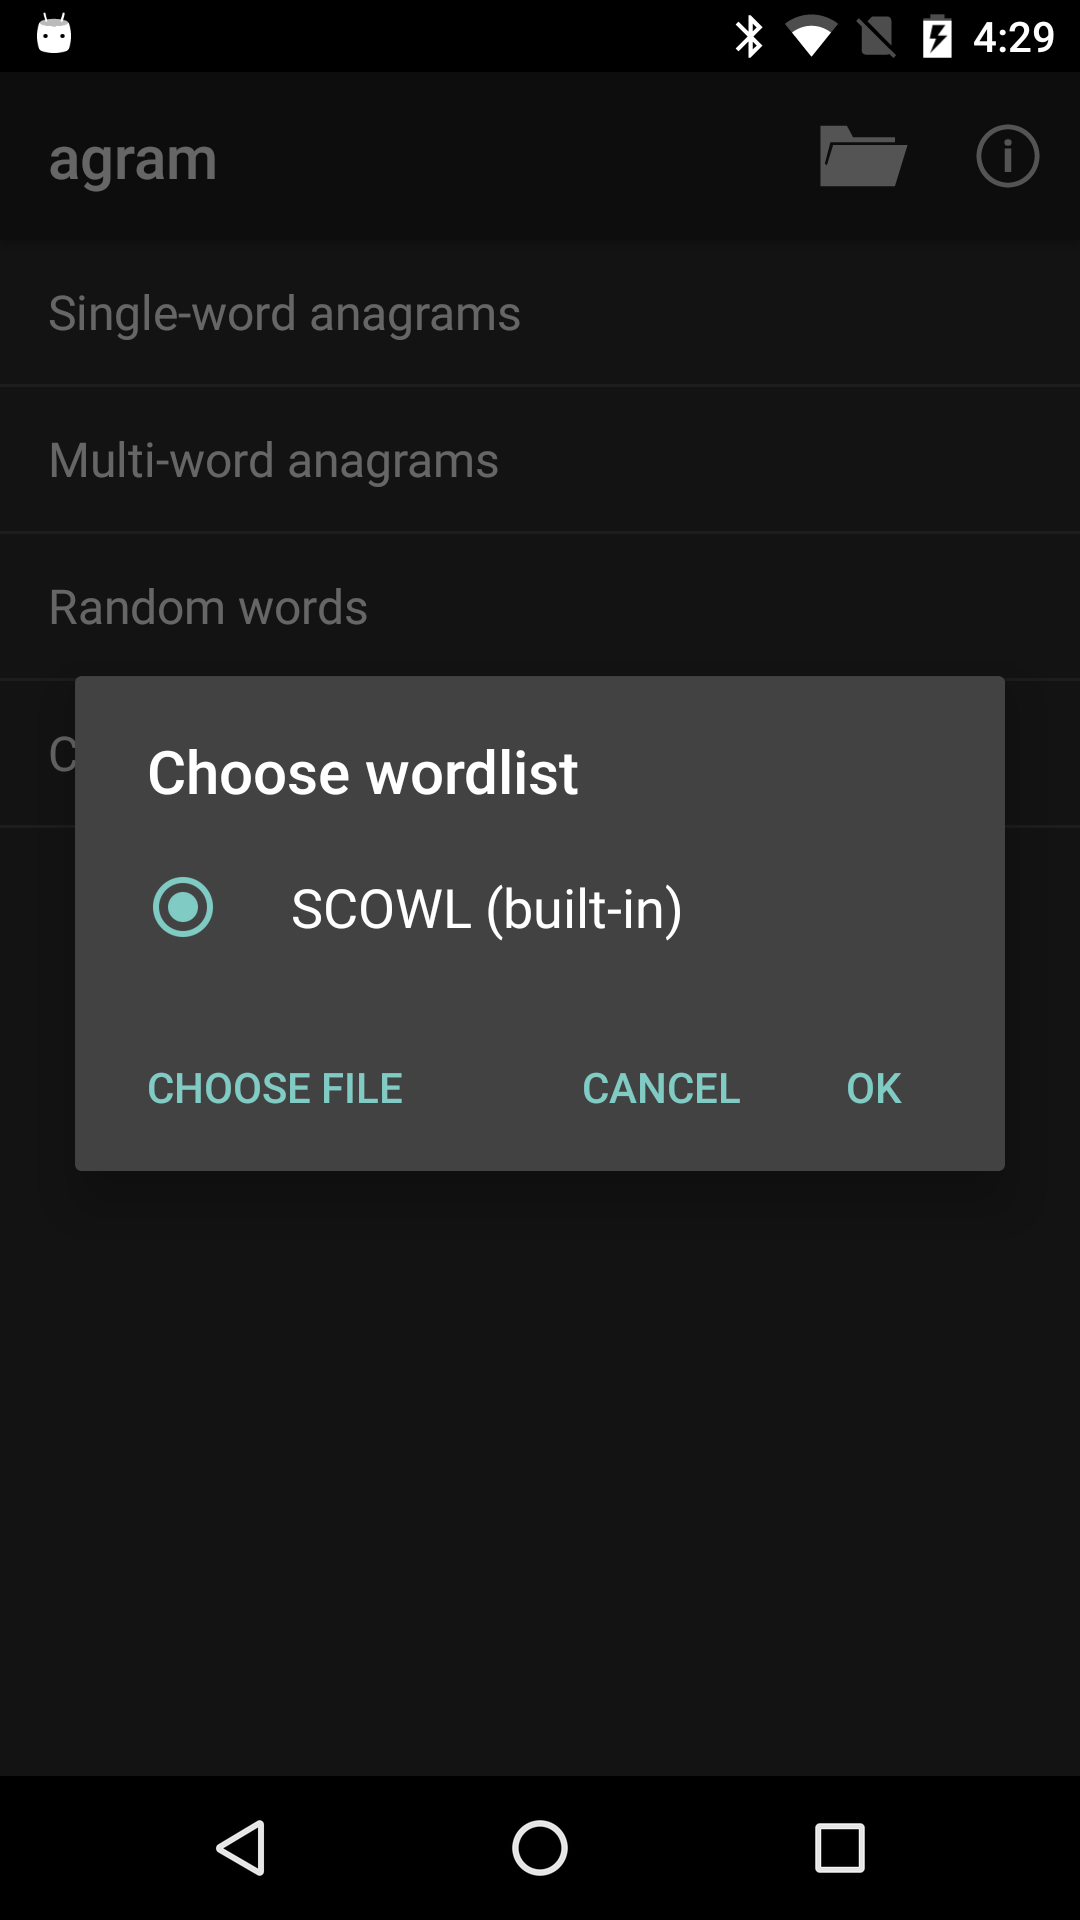 4:29
agram
Single-word anagrams
Multi-word anagrams
Random words
C
Choose wordlist
SCOWL (built-in)
CHOOSE FILE CANCEL OK